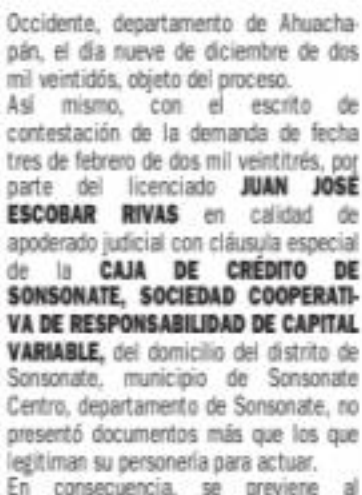 Occidente, departamento de Ahuacha-
pán, el día nueve de diciembre de dos
mil veintidós, objeto del proceso.
Así mismo, con el escrito de
contestación de la demanda de fecha
tres de febrero de dos mil veintitrés, por
parte del licenciado JUAN JOSÉ
ESCOBAR RIVAS en calidad de
apoderado judicial con cláusula especial
de la CAJA DE CRÉDITO DE
SONSONATE, SOCIEDAD COOPERATI-
VA DE RESPONSABILIDAD DE CAPITAL
VARIABLE, del domicilio del distrito de
Sonsonate, municipio de Sonsonate
Centro, departamento de Sonsonate, no
presentó documentos más que los que
legitiman su personería para actuar.
En consecuencia, se previene al